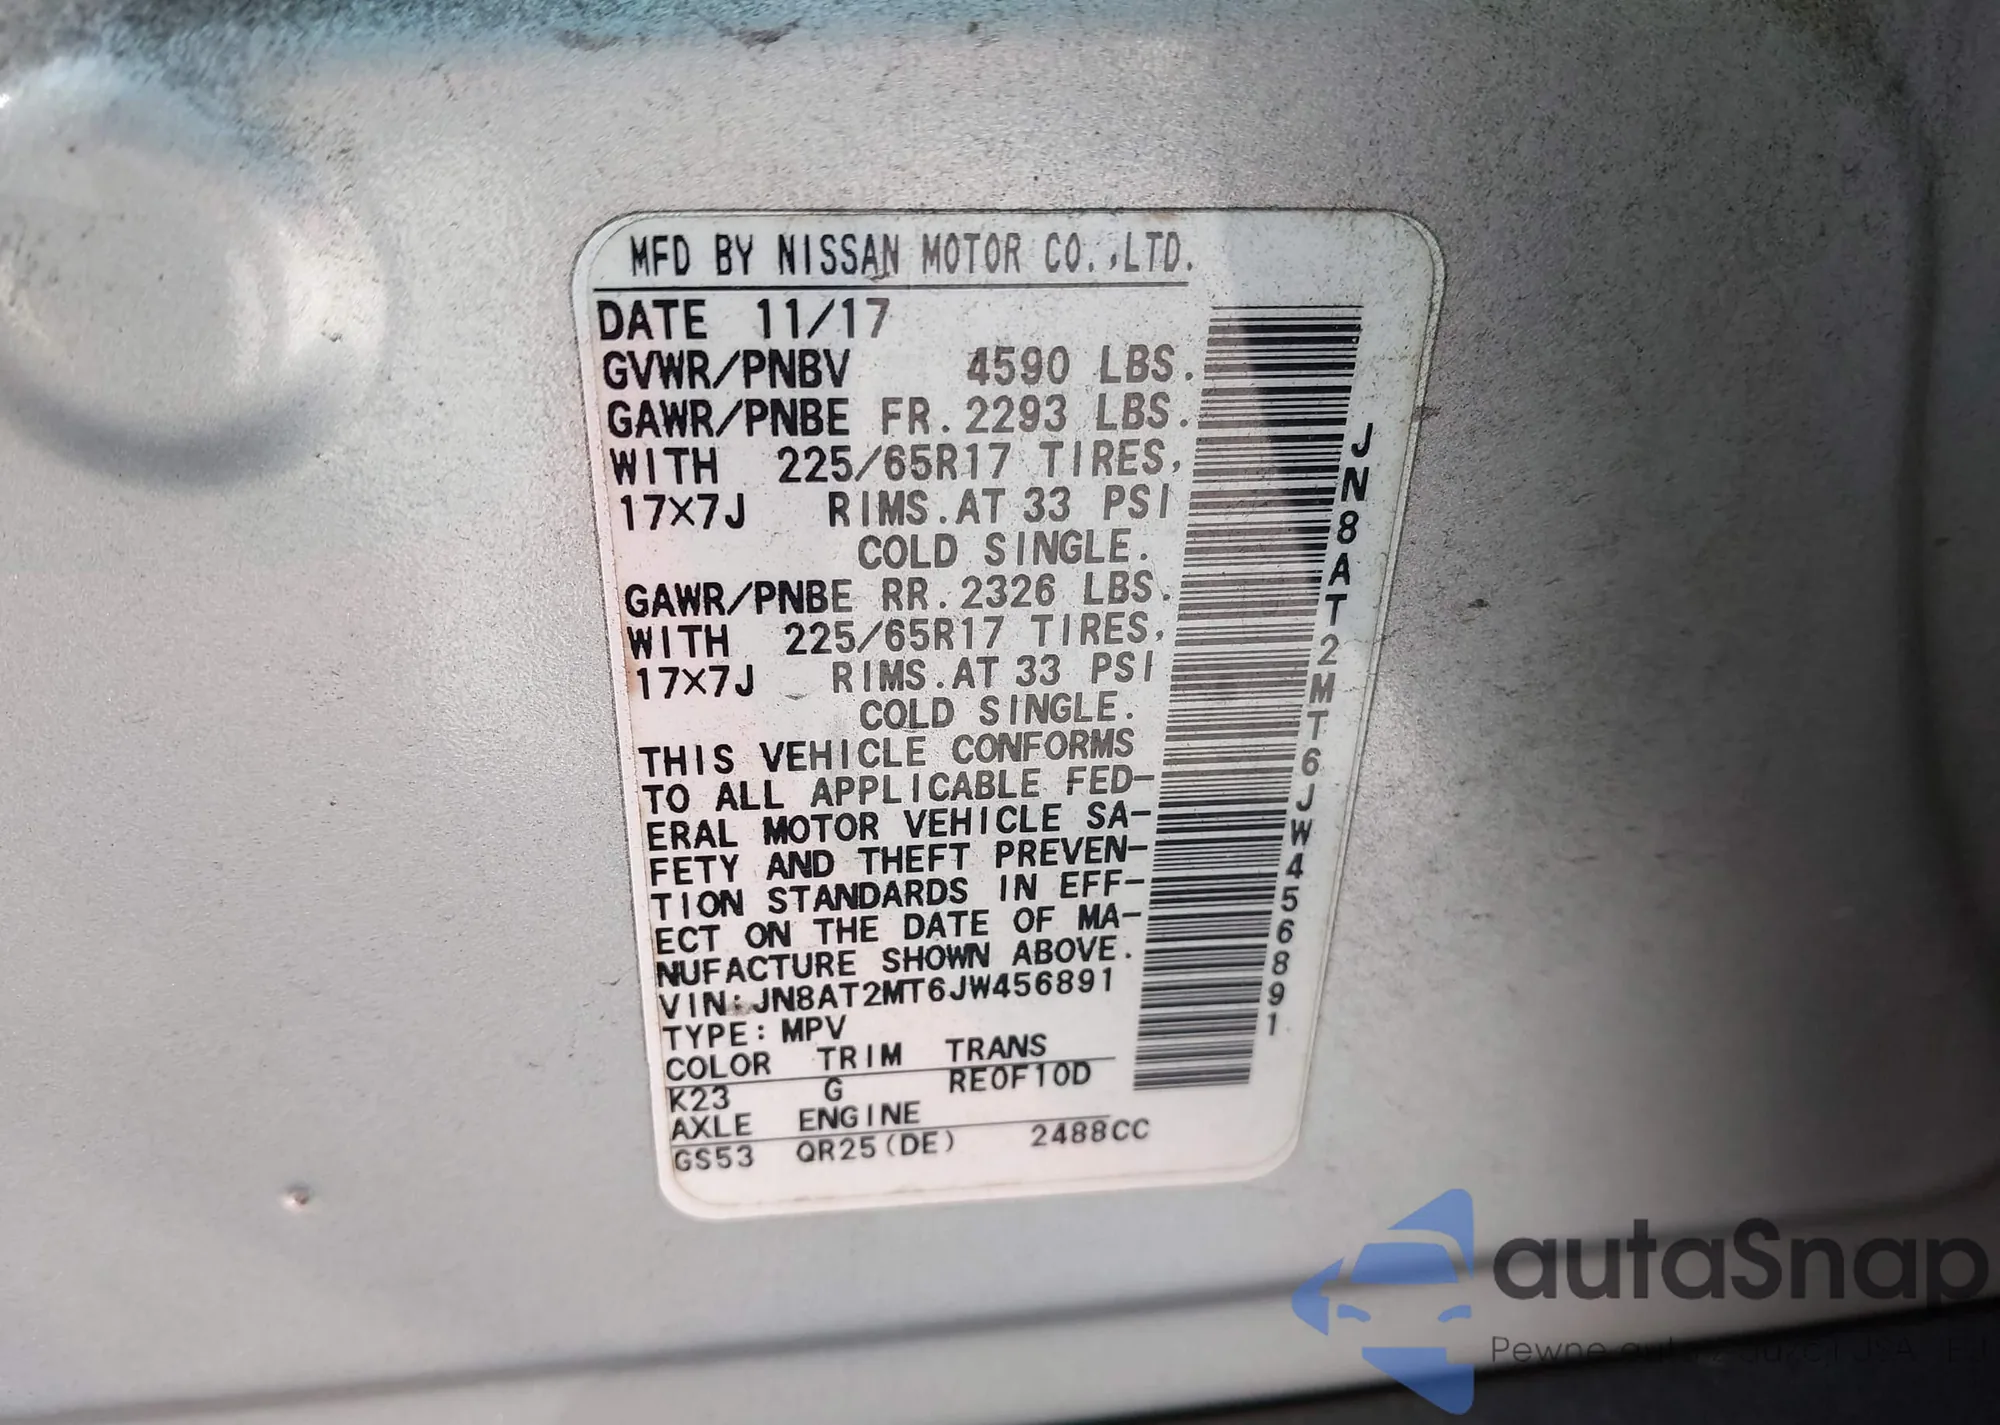 MFD BY NISSAN MOTOR CO.,LTD.
DATE 11/17
GVWR/PNBV 4590 LBS.
GAWR/PNBE FR. 2293 LBS.
WITH 225/65R17 TIRES,
17X7J RIMS.AT 33 PSI
COLD SINGLE.
GAWR/PNBE RR. 2326 LBS.
WITH 225/65R17 TIRES,
17X7J RIMS.AT 33 PSI
COLD SINGLE.
THIS VEHICLE CONFORMS
TO ALL APPLICABLE FED-
ERAL MOTOR VEHICLE SA-
FETY AND THEFT PREVEN-
TION STANDARDS IN EFF-
ECT ON THE DATE OF MA-
NUFACTURE SHOWN ABOVE.
VIN:JN8AT2MT6JW456891
TYPE:MPV
COLOR TRIM TRANS
K23 G RE0F10D
AXLE ENGINE
GS53 QR25(DE) 2488CC
JN8AT2MT6JW456891
autaSnap
Pewne